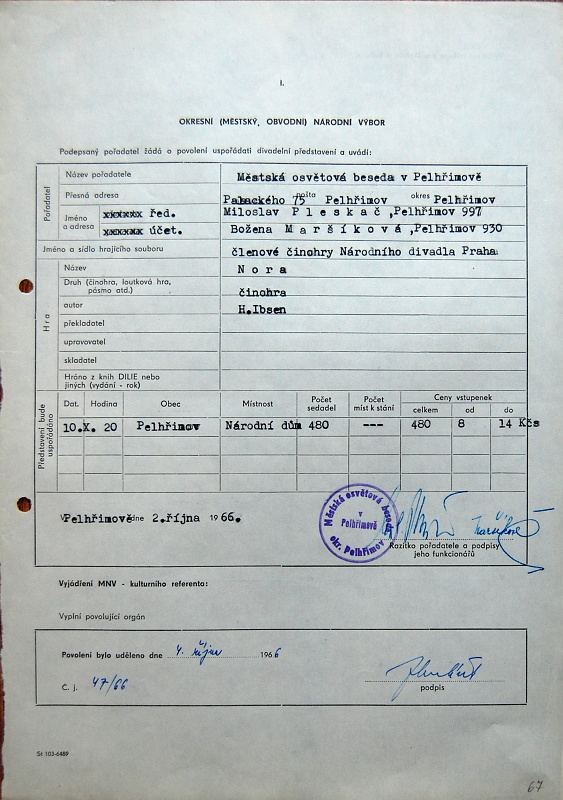 I.
OKRESNÍ (MĚSTSKÝ, OBVODNÍ) NÁRODNÍ VÝBOR
Podepsaný pořadatel žádá o povolení uspořádati divadelní představení a uvádí:
Pořadatel
Název pořadatele Městská osvětová beseda v Pelhřimově
Přesná adresa Palackého 75 pošta Pelhřimov okres Pelhřimov
Jméno a adresa xxxxxx řed. Miloslav P l e s k a č ,Pelhřimov 997
xxxxxx účet. Božena M a r š í k o v á ,Pelhřimov 930
Jméno a sídlo hrajícího souboru členové činohry Národního divadla Praha
Hra
Název N o r a
Druh (činohra, loutková hra, pásmo atd.) činohra
autor H.Ibsen
překladatel
upravovatel
skladatel
Hráno z knih DILIE nebo jiných (vydání - rok)
Představení bude uspořádáno
Dat. Hodina Obec Místnost Počet sedadel Počet míst k stání Ceny vstupenek
celkem od do
10.X. 20 Pelhřimov Národní dům 480 --- 480 8 14 Kčs
V Pelhřimově dne 2.října 1966.
Městská osvětová beseda
v
Pelhřimově
okr. Pelhřimov
Maršíková
Razítko pořadatele a podpisy
jeho funkcionářů
Vyjádření MNV - kulturního referenta:
Vyplní povolující orgán
Povolení bylo uděleno dne 4. říjen 1966
Č. j. 47/66
podpis
St 103-6489
67